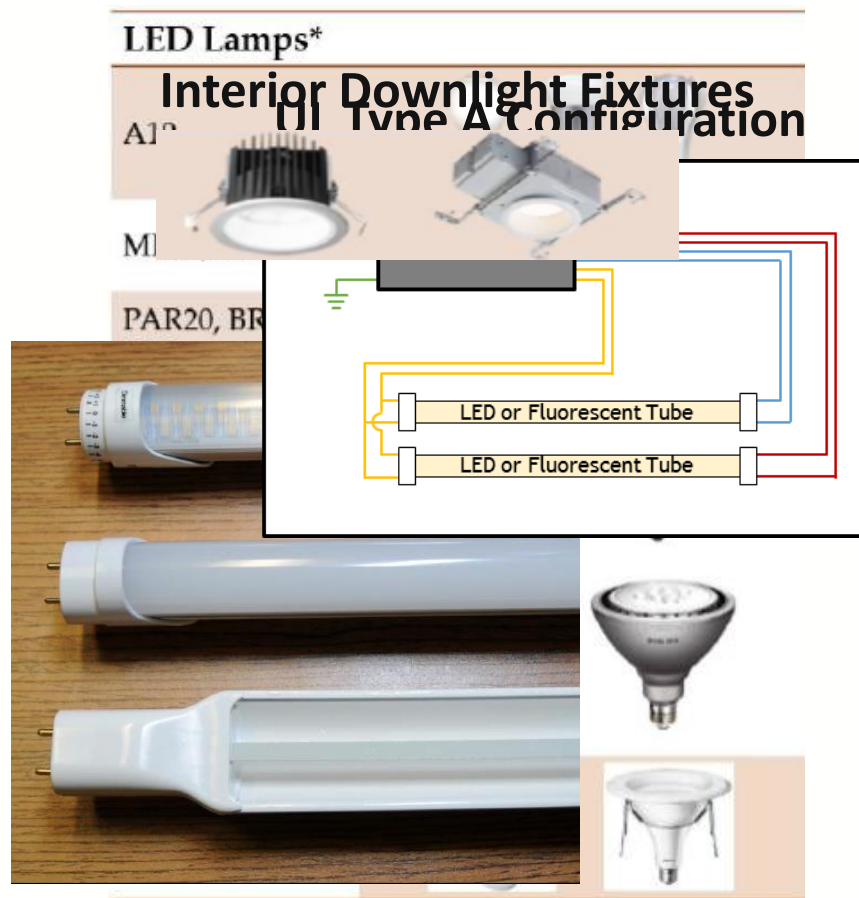 LED Lamps*
Interior Downlight Fixtures
UL Type A Configuration
PAR20, BR
LED or Fluorescent Tube
LED or Fluorescent Tube